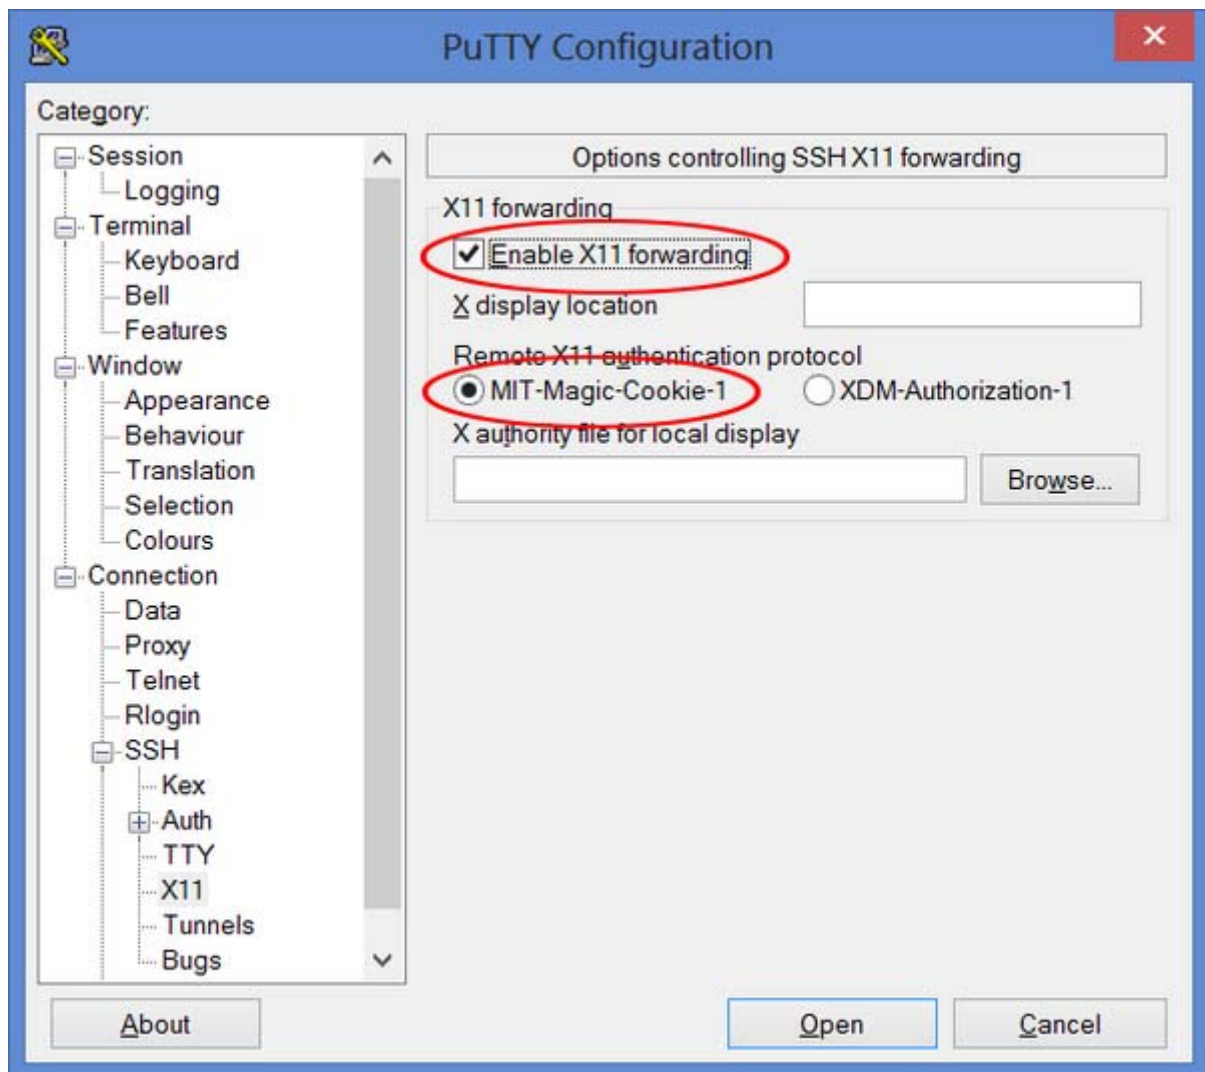 PuTTY Configuration
Category:
Session
Logging
Terminal
Keyboard
Bell
Features
Window
Appearance
Behaviour
Translation
Selection
Colours
Connection
Data
Proxy
Telnet
Rlogin
SSH
Kex
Auth
TTY
X11
Tunnels
Bugs
Options controlling SSH X11 forwarding
X11 forwarding
Enable X11 forwarding
X display location
Remote X11 authentication protocol
MIT-Magic-Cookie-1 XDM-Authorization-1
X authority file for local display
Browse...
About Open Cancel